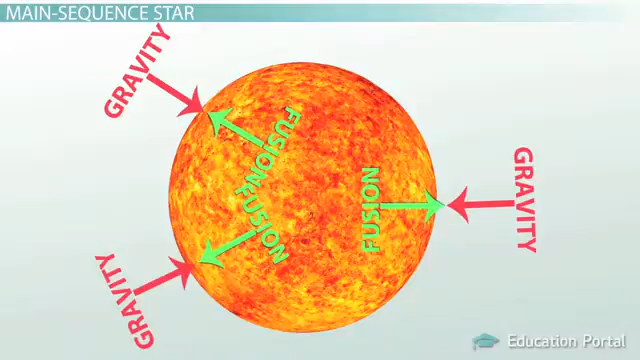 MAIN-SEQUENCE STAR
GRAVITY
FUSION
FUSION
FUSION
GRAVITY
GRAVITY
Education Portal